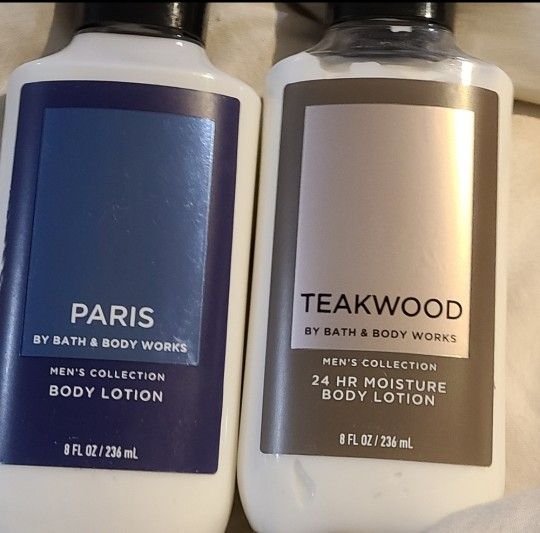 PARIS
BY BATH & BODY WORKS
MEN'S COLLECTION
BODY LOTION
8 FL OZ / 236 mL
TEAKWOOD
BY BATH & BODY WORKS
MEN'S COLLECTION
24 HR MOISTURE
BODY LOTION
8 FL OZ / 236 mL